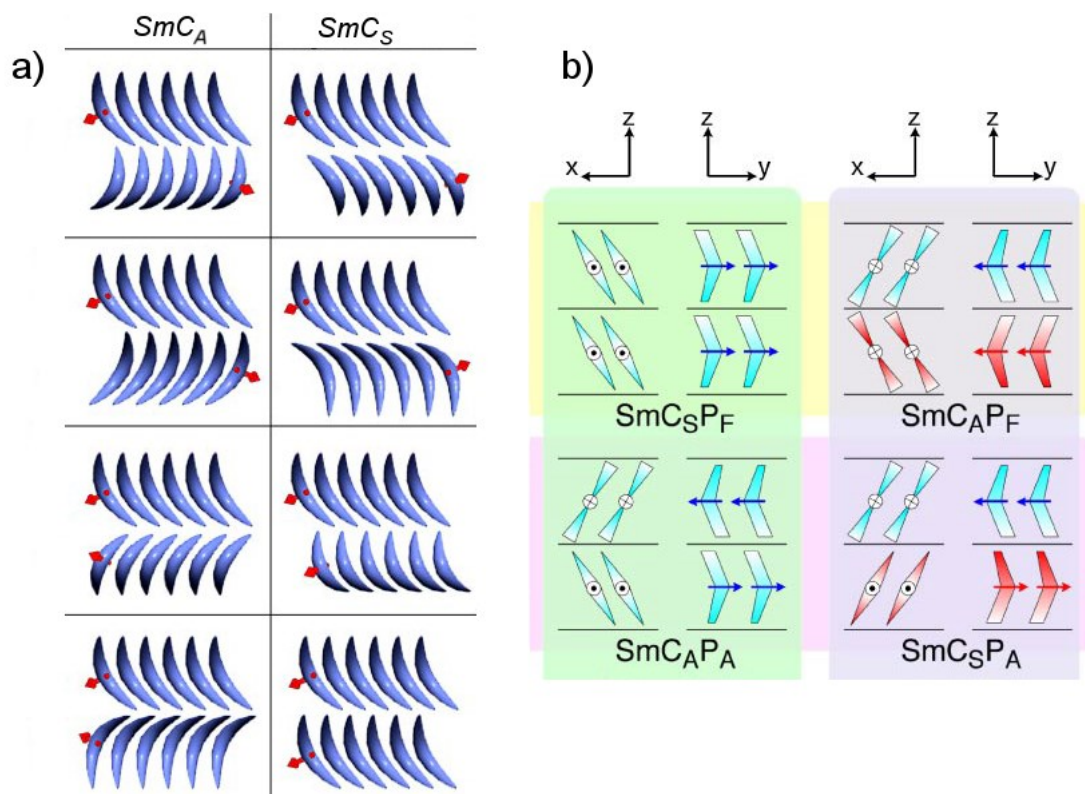 a)
SmC_A SmC_S
b)
z z z z
x y x y
SmC_SP_F SmC_AP_F
SmC_AP_A SmC_SP_A